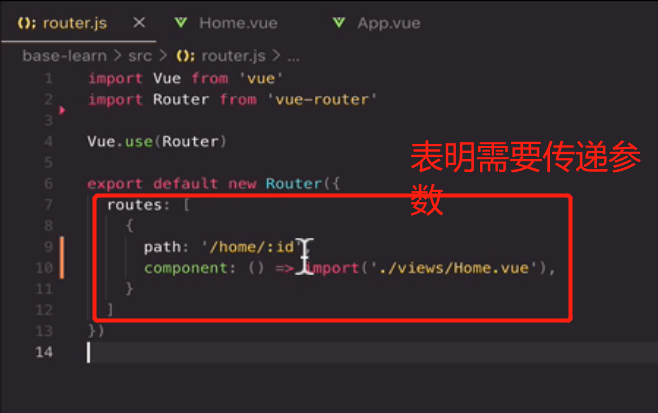 router.js × Home.vue App.vue
base-learn > src > router.js > ...
1 import Vue from 'vue'
2 import Router from 'vue-router'
3
4 Vue.use(Router)
5
6 export default new Router({
7 routes: [
8 {
9 path: '/home/:id',
10 component: () => import('./views/Home.vue'),
11 }
12 ]
13 })
14
表明需要传递参
数